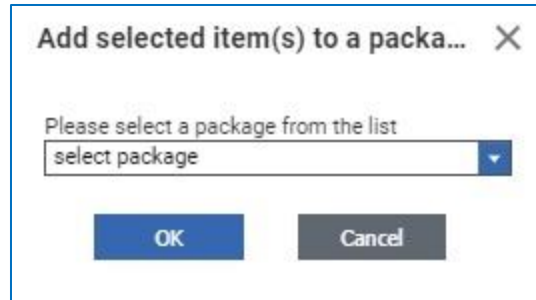 Add selected item(s) to a packa...
Please select a package from the list
select package
OK
Cancel